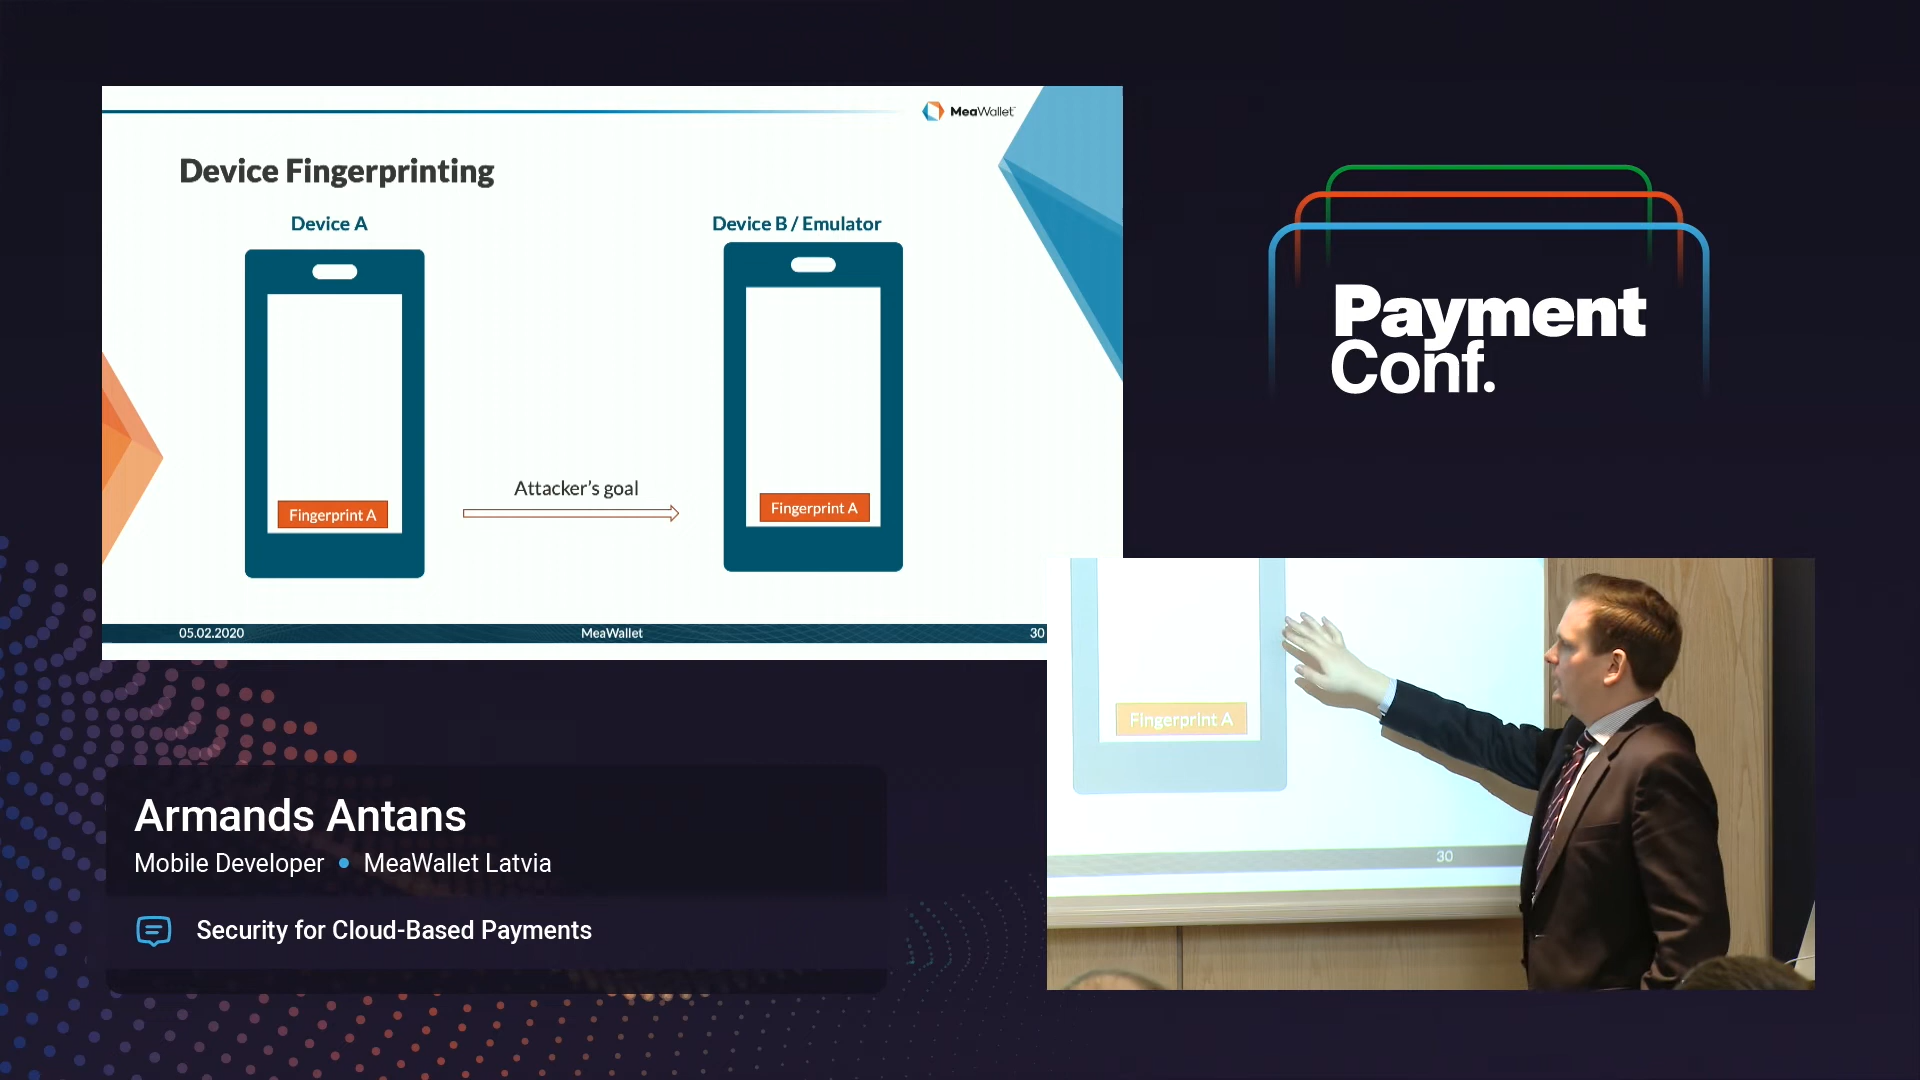 MeaWallet
Device Fingerprinting
Device A
Device B / Emulator
Attacker's goal
Fingerprint A
Fingerprint A
05.02.2020
MeaWallet
30
Payment
Conf.
Fingerprint A
30
Armands Antans
Mobile Developer • MeaWallet Latvia
Security for Cloud-Based Payments